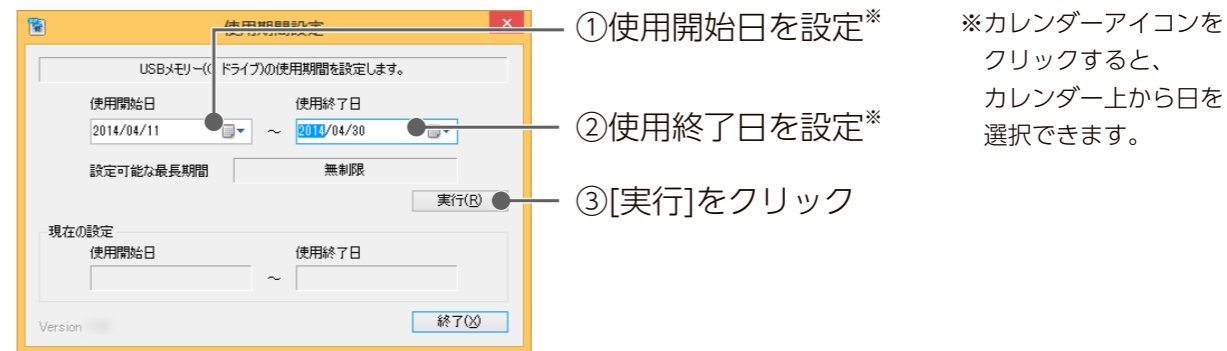 使用期間設定
USBメモリー( ドライブ)の使用期間を設定します。
使用開始日 使用終了日
2014/04/11 ～ 2014/04/30
設定可能な最長期間 無制限
実行(R)
現在の設定
使用開始日 使用終了日
～
Version
終了(X)
①使用開始日を設定※
②使用終了日を設定※
③[実行]をクリック
※カレンダーアイコンを
クリックすると、
カレンダー上から日を
選択できます。